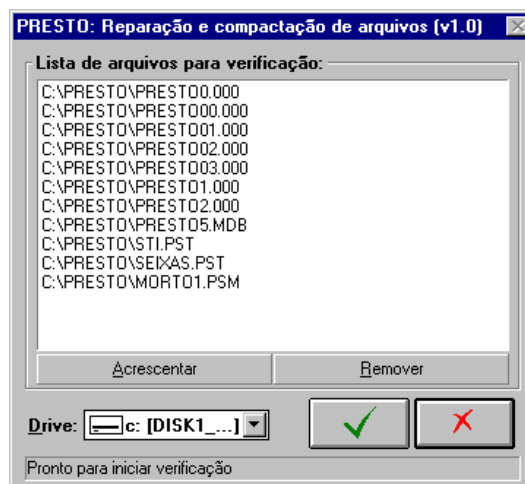 PRESTO: Reparação e compactação de arquivos (v1.0)
Lista de arquivos para verificação:
C:\PRESTO\PRESTO0.000
C:\PRESTO\PRESTO00.000
C:\PRESTO\PRESTO01.000
C:\PRESTO\PRESTO02.000
C:\PRESTO\PRESTO03.000
C:\PRESTO\PRESTO1.000
C:\PRESTO\PRESTO2.000
C:\PRESTO\PRESTO5.MDB
C:\PRESTO\STI.PST
C:\PRESTO\SEIXAS.PST
C:\PRESTO\MORTO1.PSM
Acrescentar Remover
Drive: c: [DISK1_...]
Pronto para iniciar verificação